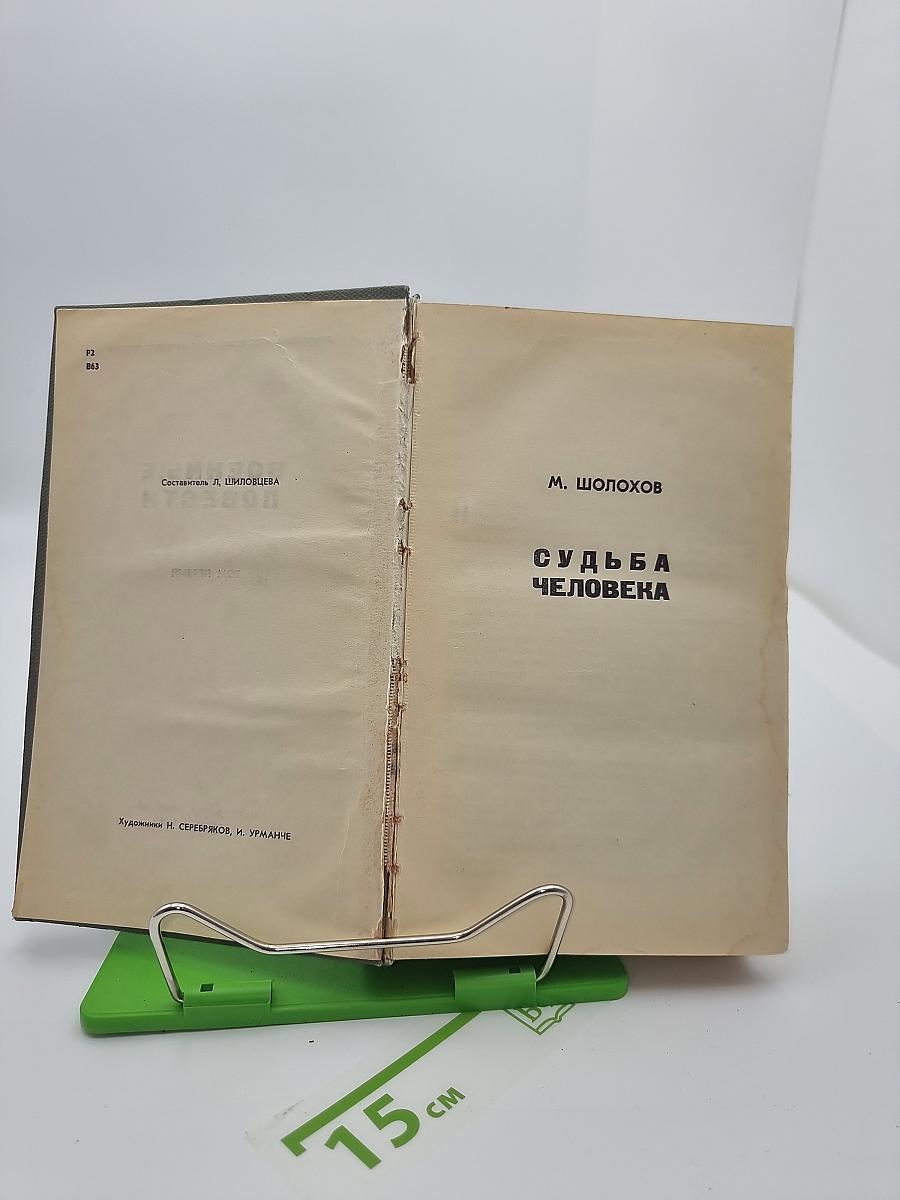 Р2
В63
Составитель Л. ШИЛОВЦЕВА
Художники Н. СЕРЕБРЯКОВ, И. УРМАНЧЕ
М. ШОЛОХОВ
СУДЬБА
ЧЕЛОВЕКА
15 см